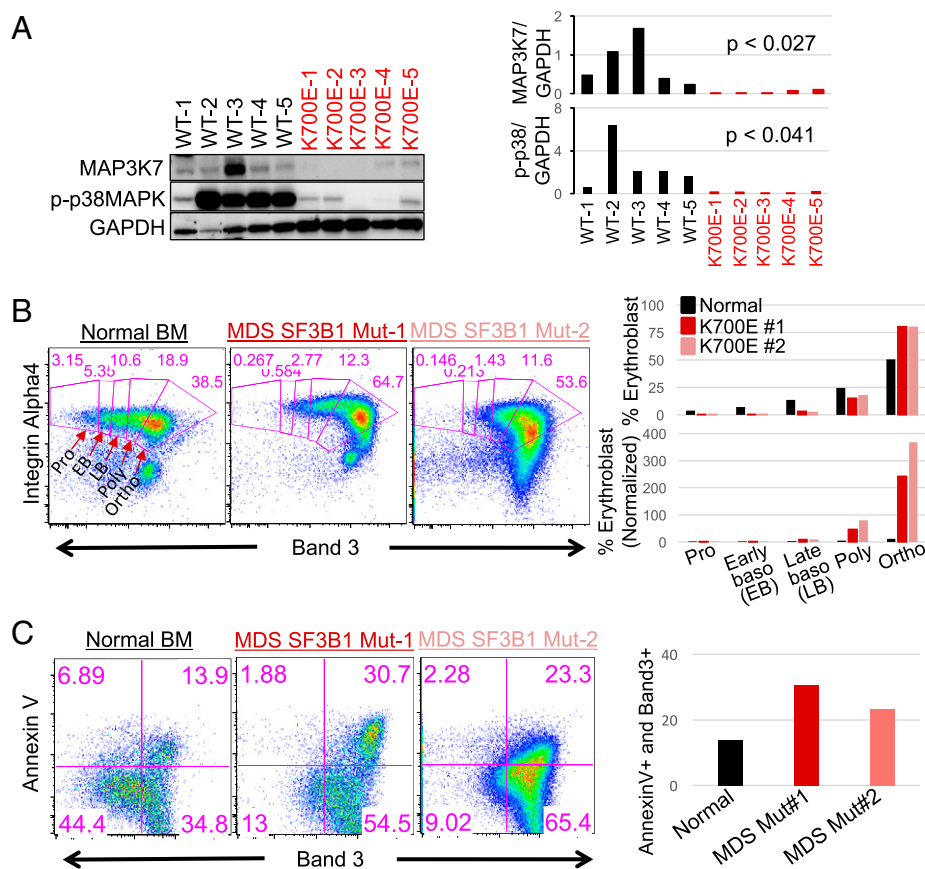 A
WT-1
WT-2
WT-3
WT-4
WT-5
K700E-1
K700E-2
K700E-3
K700E-4
K700E-5
MAP3K7
p-p38MAPK
GAPDH
MAP3K7/
GAPDH
2
1
0
p < 0.027
p-p38/
GAPDH
8
4
0
p < 0.041
WT-1
WT-2
WT-3
WT-4
WT-5
K700E-1
K700E-2
K700E-3
K700E-4
K700E-5
B
Normal BM
MDS SF3B1 Mut-1
MDS SF3B1 Mut-2
3.15 10.6 18.9
5.35
38.5
0.267 2.77 12.3
0.564
64.7
0.146 1.43 11.6
0.213
53.6
Integrin Alpha4
Pro
EB
LB
Poly
Ortho
Band 3
% Erythroblast
100
75
50
25
0
Normal
K700E #1
K700E #2
% Erythroblast
(Normalized)
400
300
200
100
0
Pro
Early
baso
(EB)
Late
baso
(LB)
Poly
Ortho
C
Normal BM
MDS SF3B1 Mut-1
MDS SF3B1 Mut-2
6.89 13.9
44.4 34.8
1.88 30.7
13 54.5
2.28 23.3
9.02 65.4
Annexin V
Band 3
AnnexinV+ and Band3+
40
20
0
Normal
MDS Mut#1
MDS Mut#2